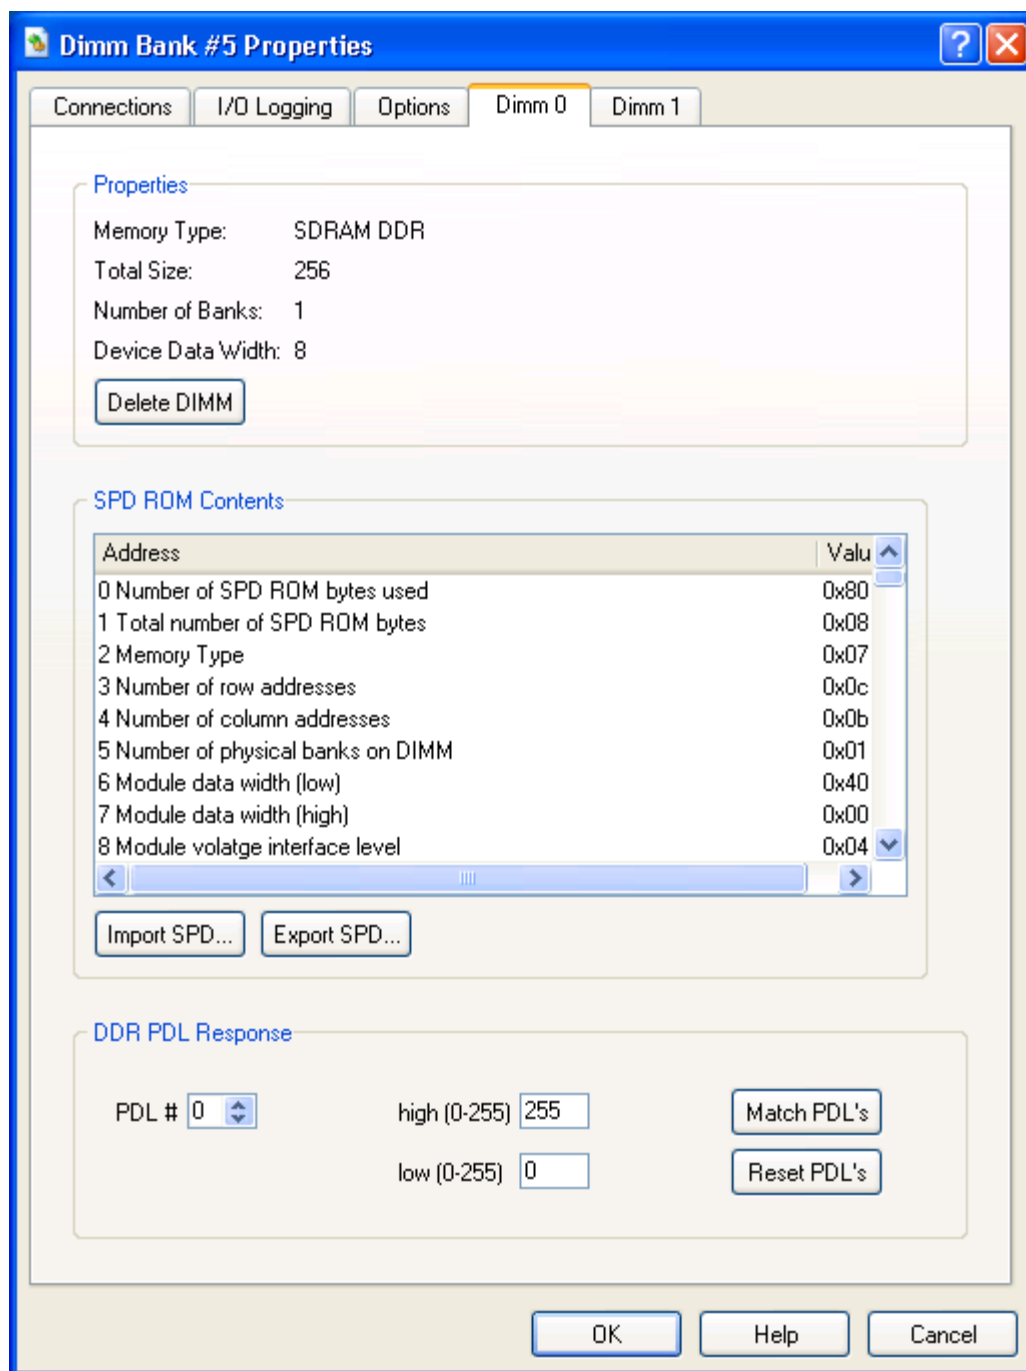 Dimm Bank #5 Properties
Connections I/O Logging Options Dimm 0 Dimm 1
Properties
Memory Type: SDRAM DDR
Total Size: 256
Number of Banks: 1
Device Data Width: 8
Delete DIMM
SPD ROM Contents
Address Valu
0 Number of SPD ROM bytes used 0x80
1 Total number of SPD ROM bytes 0x08
2 Memory Type 0x07
3 Number of row addresses 0x0c
4 Number of column addresses 0x0b
5 Number of physical banks on DIMM 0x01
6 Module data width (low) 0x40
7 Module data width (high) 0x00
8 Module volatge interface level 0x04
Import SPD... Export SPD...
DDR PDL Response
PDL # 0 high (0-255) 255 Match PDL's
low (0-255) 0 Reset PDL's
OK Help Cancel